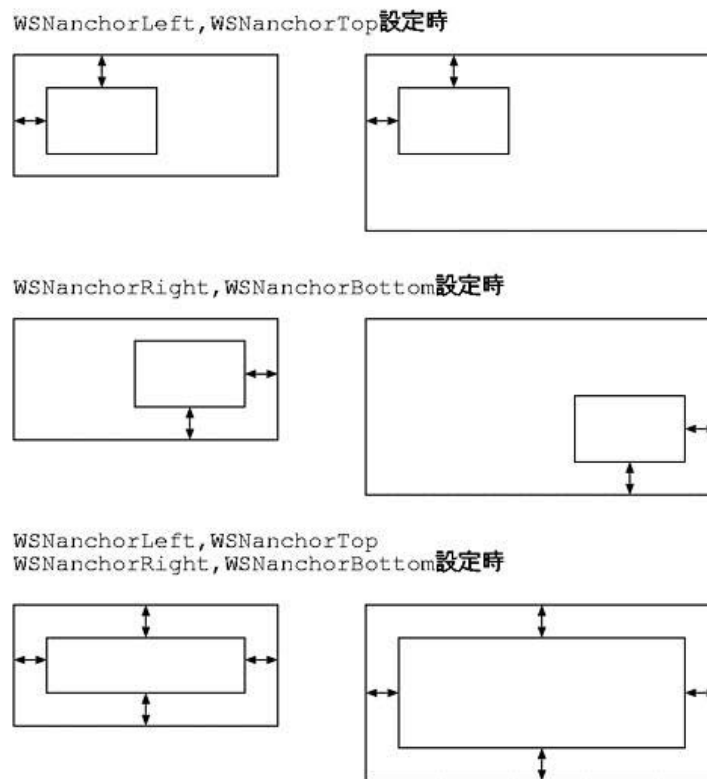 WSNanchorLeft,WSNanchorTop設定時
WSNanchorRight,WSNanchorBottom設定時
WSNanchorLeft,WSNanchorTop
WSNanchorRight,WSNanchorBottom設定時